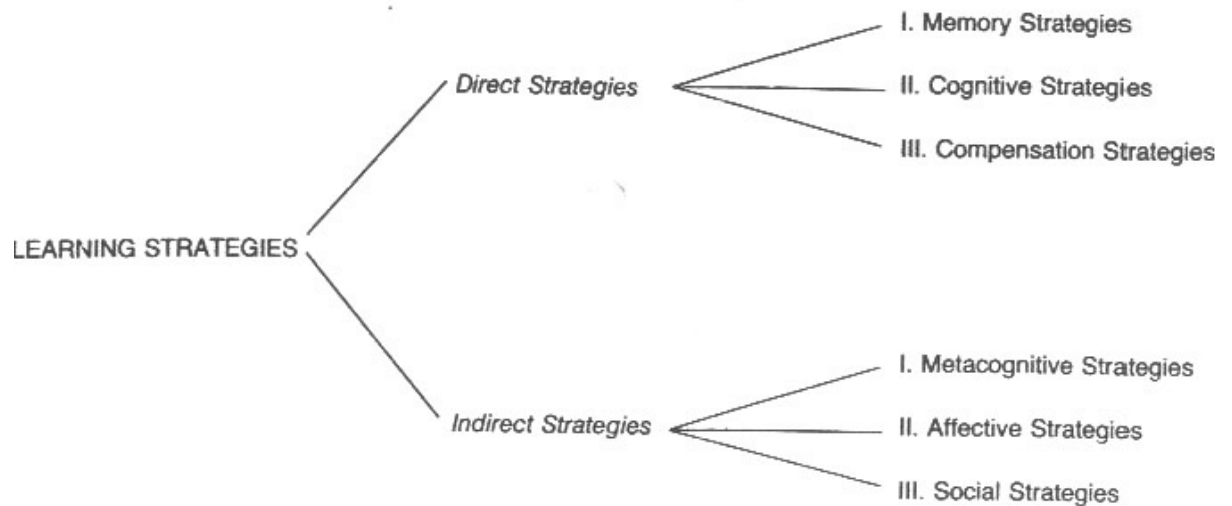 LEARNING STRATEGIES
Direct Strategies
I. Memory Strategies
II. Cognitive Strategies
III. Compensation Strategies
Indirect Strategies
I. Metacognitive Strategies
II. Affective Strategies
III. Social Strategies